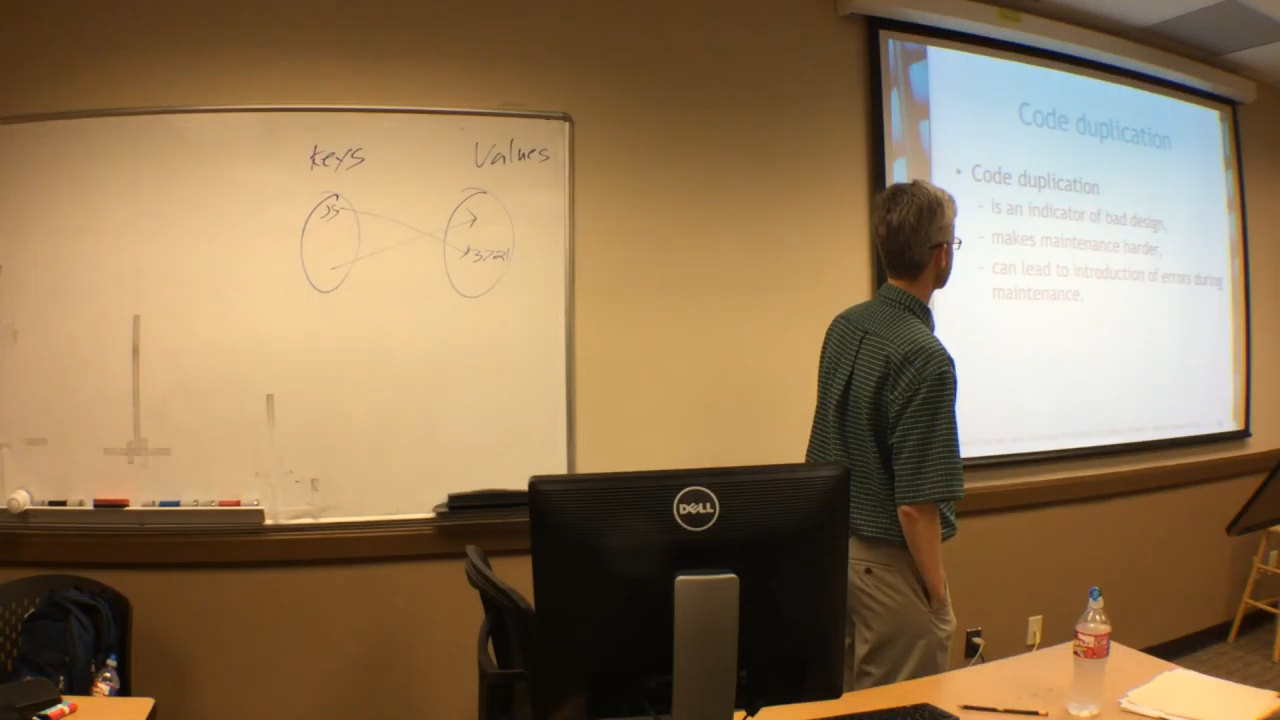 Keys Values
35
3721
Code duplication
• Code duplication
- is an indicator of bad design,
- makes maintenance harder,
- can lead to introduction of errors during
maintenance.
DELL